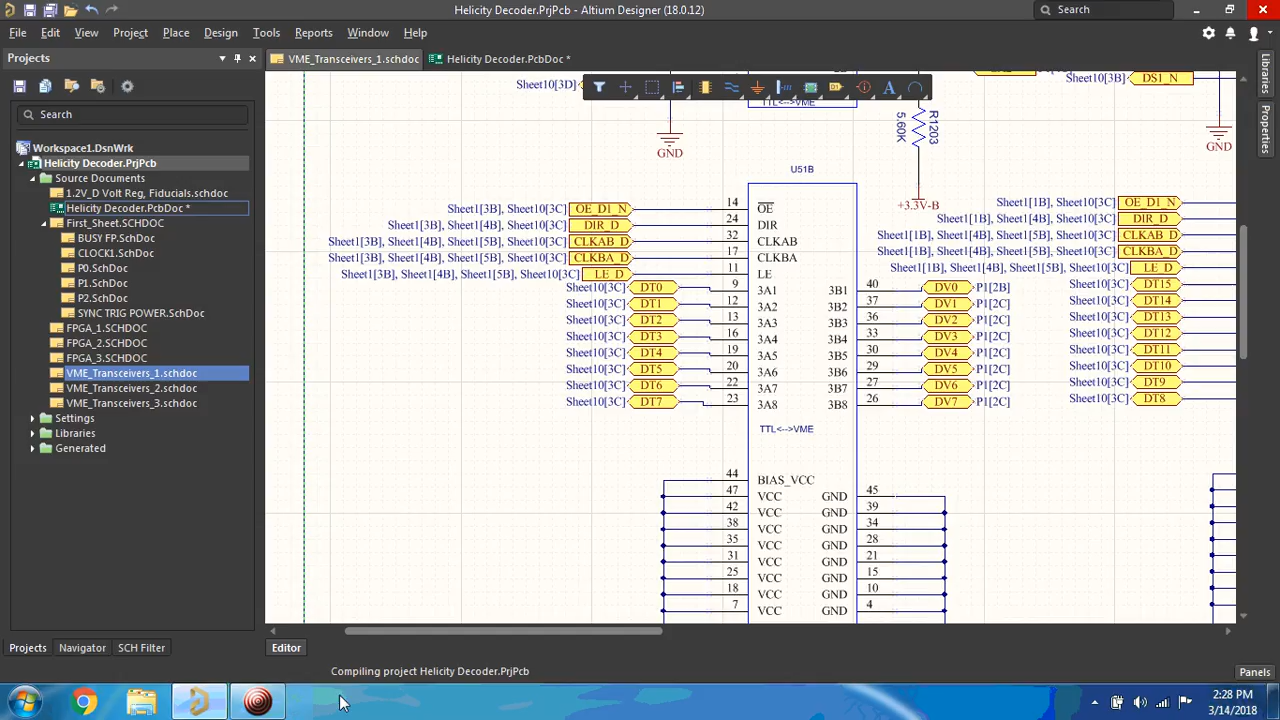 Helicity Decoder.PrjPcb - Altium Designer (18.0.12)
Search
File Edit View Project Place Design Tools Reports Window Help
Projects
VME_Transceivers_1.schdoc
Helicity Decoder.PcbDoc *
Search
Workspace1.DsnWrk
Helicity Decoder.PrjPcb
Source Documents
1.2V_D Volt Reg, Fiducials.schdoc
Helicity Decoder.PcbDoc *
First_Sheet.SCHDOC
BUSY FP.SchDoc
CLOCK1.SchDoc
P0.SchDoc
P1.SchDoc
P2.SchDoc
SYNC TRIG POWER.SchDoc
FPGA_1.SCHDOC
FPGA_2.SCHDOC
FPGA_3.SCHDOC
VME_Transceivers_1.schdoc
VME_Transceivers_2.schdoc
VME_Transceivers_3.schdoc
Settings
Libraries
Generated
Projects Navigator SCH Filter
Sheet10[3D]
Sheet10[3B] DS1_N
TTL<-->VME
GND
R1203
5.60K
+3.3V-B
GND
U51B
Sheet1[3B], Sheet10[3C] OE_D1_N 14 OE
Sheet1[3B], Sheet10[3C] DIR_D 24 DIR
Sheet1[3B], Sheet1[4B], Sheet1[5B], Sheet10[3C] CLKAB_D 32 CLKAB
Sheet1[3B], Sheet1[4B], Sheet1[5B], Sheet10[3C] CLKBA_D 17 CLKBA
Sheet1[3B], Sheet1[4B], Sheet1[5B], Sheet10[3C] LE_D 11 LE
Sheet10[3C] DT0 9 3A1 3B1 40 DV0 P1[2B]
Sheet10[3C] DT1 12 3A2 3B2 37 DV1 P1[2C]
Sheet10[3C] DT2 13 3A3 3B3 36 DV2 P1[2C]
Sheet10[3C] DT3 16 3A4 3B4 33 DV3 P1[2C]
Sheet10[3C] DT4 19 3A5 3B5 30 DV4 P1[2C]
Sheet10[3C] DT5 20 3A6 3B6 29 DV5 P1[2C]
Sheet10[3C] DT6 22 3A7 3B7 27 DV6 P1[2C]
Sheet10[3C] DT7 23 3A8 3B8 26 DV7 P1[2C]
TTL<-->VME
44 BIAS_VCC
47 VCC GND 45
42 VCC GND 39
38 VCC GND 34
35 VCC GND 28
31 VCC GND 21
25 VCC GND 15
18 VCC GND 10
7 VCC GND 4
Sheet1[1B], Sheet10[3C] OE_D1_N
Sheet1[1B], Sheet1[4B], Sheet10[3C] DIR_D
Sheet1[1B], Sheet1[4B], Sheet1[5B], Sheet10[3C] CLKAB_D
Sheet1[1B], Sheet1[4B], Sheet1[5B], Sheet10[3C] CLKBA_D
Sheet1[1B], Sheet1[4B], Sheet1[5B], Sheet10[3C] LE_D
Sheet10[3C] DT15
Sheet10[3C] DT14
Sheet10[3C] DT13
Sheet10[3C] DT12
Sheet10[3C] DT11
Sheet10[3C] DT10
Sheet10[3C] DT9
Sheet10[3C] DT8
Libraries
Properties
Editor
Compiling project Helicity Decoder.PrjPcb
Panels
2:28 PM
3/14/2018